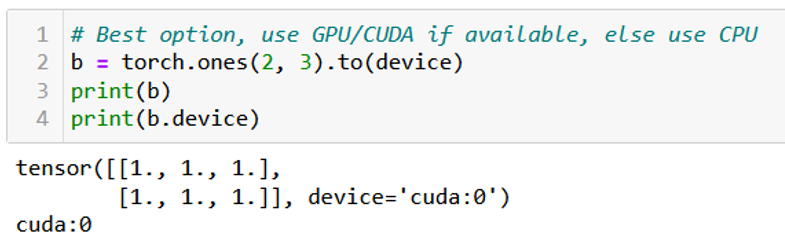 1 # Best option, use GPU/CUDA if available, else use CPU
2 b = torch.ones(2, 3).to(device)
3 print(b)
4 print(b.device)
tensor([[1., 1., 1.],
        [1., 1., 1.]], device='cuda:0')
cuda:0